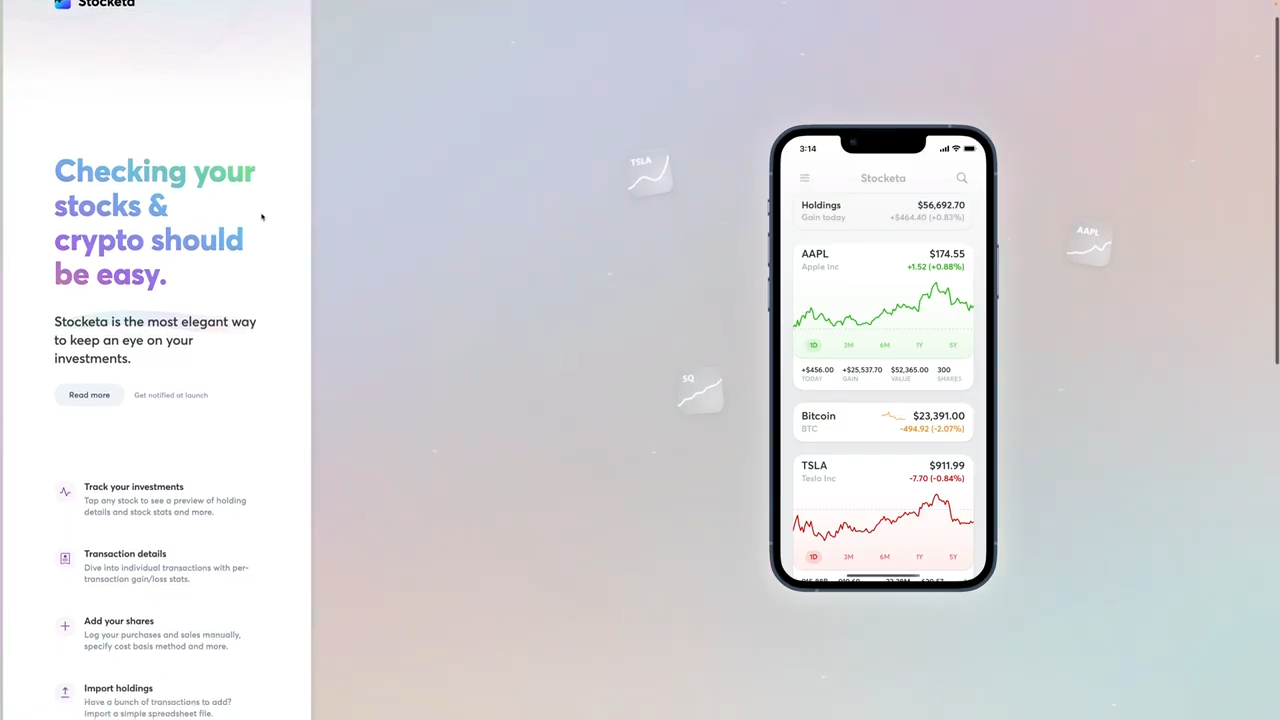 Stocketa
Checking your
stocks &
crypto should
be easy.
Stocketa is the most elegant way
to keep an eye on your
investments.
Read more
Get notified at launch
Track your investments
Tap any stock to see a preview of holding
details and stock stats and more.
Transaction details
Dive into individual transactions with per-
transaction gain/loss stats.
Add your shares
Log your purchases and sales manually,
specify cost basis method and more.
Import holdings
Have a bunch of transactions to add?
Import a simple spreadsheet file.
TSLA
SQ
AAPL
3:14
Stocketa
Holdings $56,692.70
Gain today +$464.40 (+0.83%)
AAPL $174.55
Apple Inc +1.52 (+0.88%)
1D 3M 6M 1Y 5Y
+$456.00 +$25,537.70 $52,365.00 300
TODAY GAIN VALUE SHARES
Bitcoin $23,391.00
BTC -494.92 (-2.07%)
TSLA $911.99
Tesla Inc -7.70 (-0.84%)
1D 3M 6M 1Y 5Y